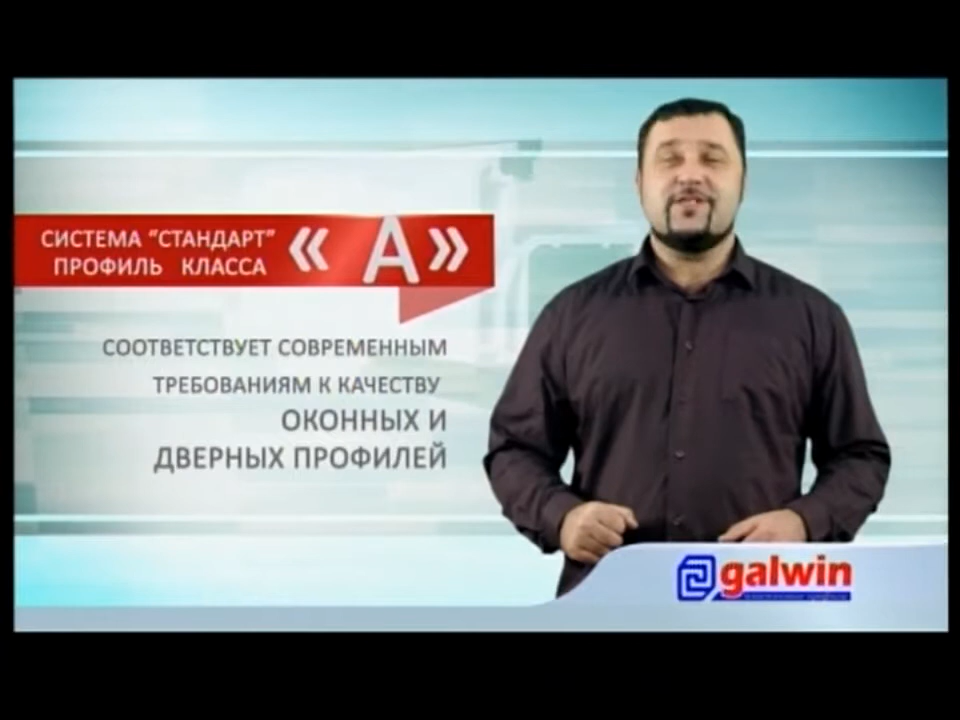 СИСТЕМА "СТАНДАРТ"
ПРОФИЛЬ КЛАССА
« А »
СООТВЕТСТВУЕТ СОВРЕМЕННЫМ
ТРЕБОВАНИЯМ К КАЧЕСТВУ
ОКОННЫХ И
ДВЕРНЫХ ПРОФИЛЕЙ
galwin